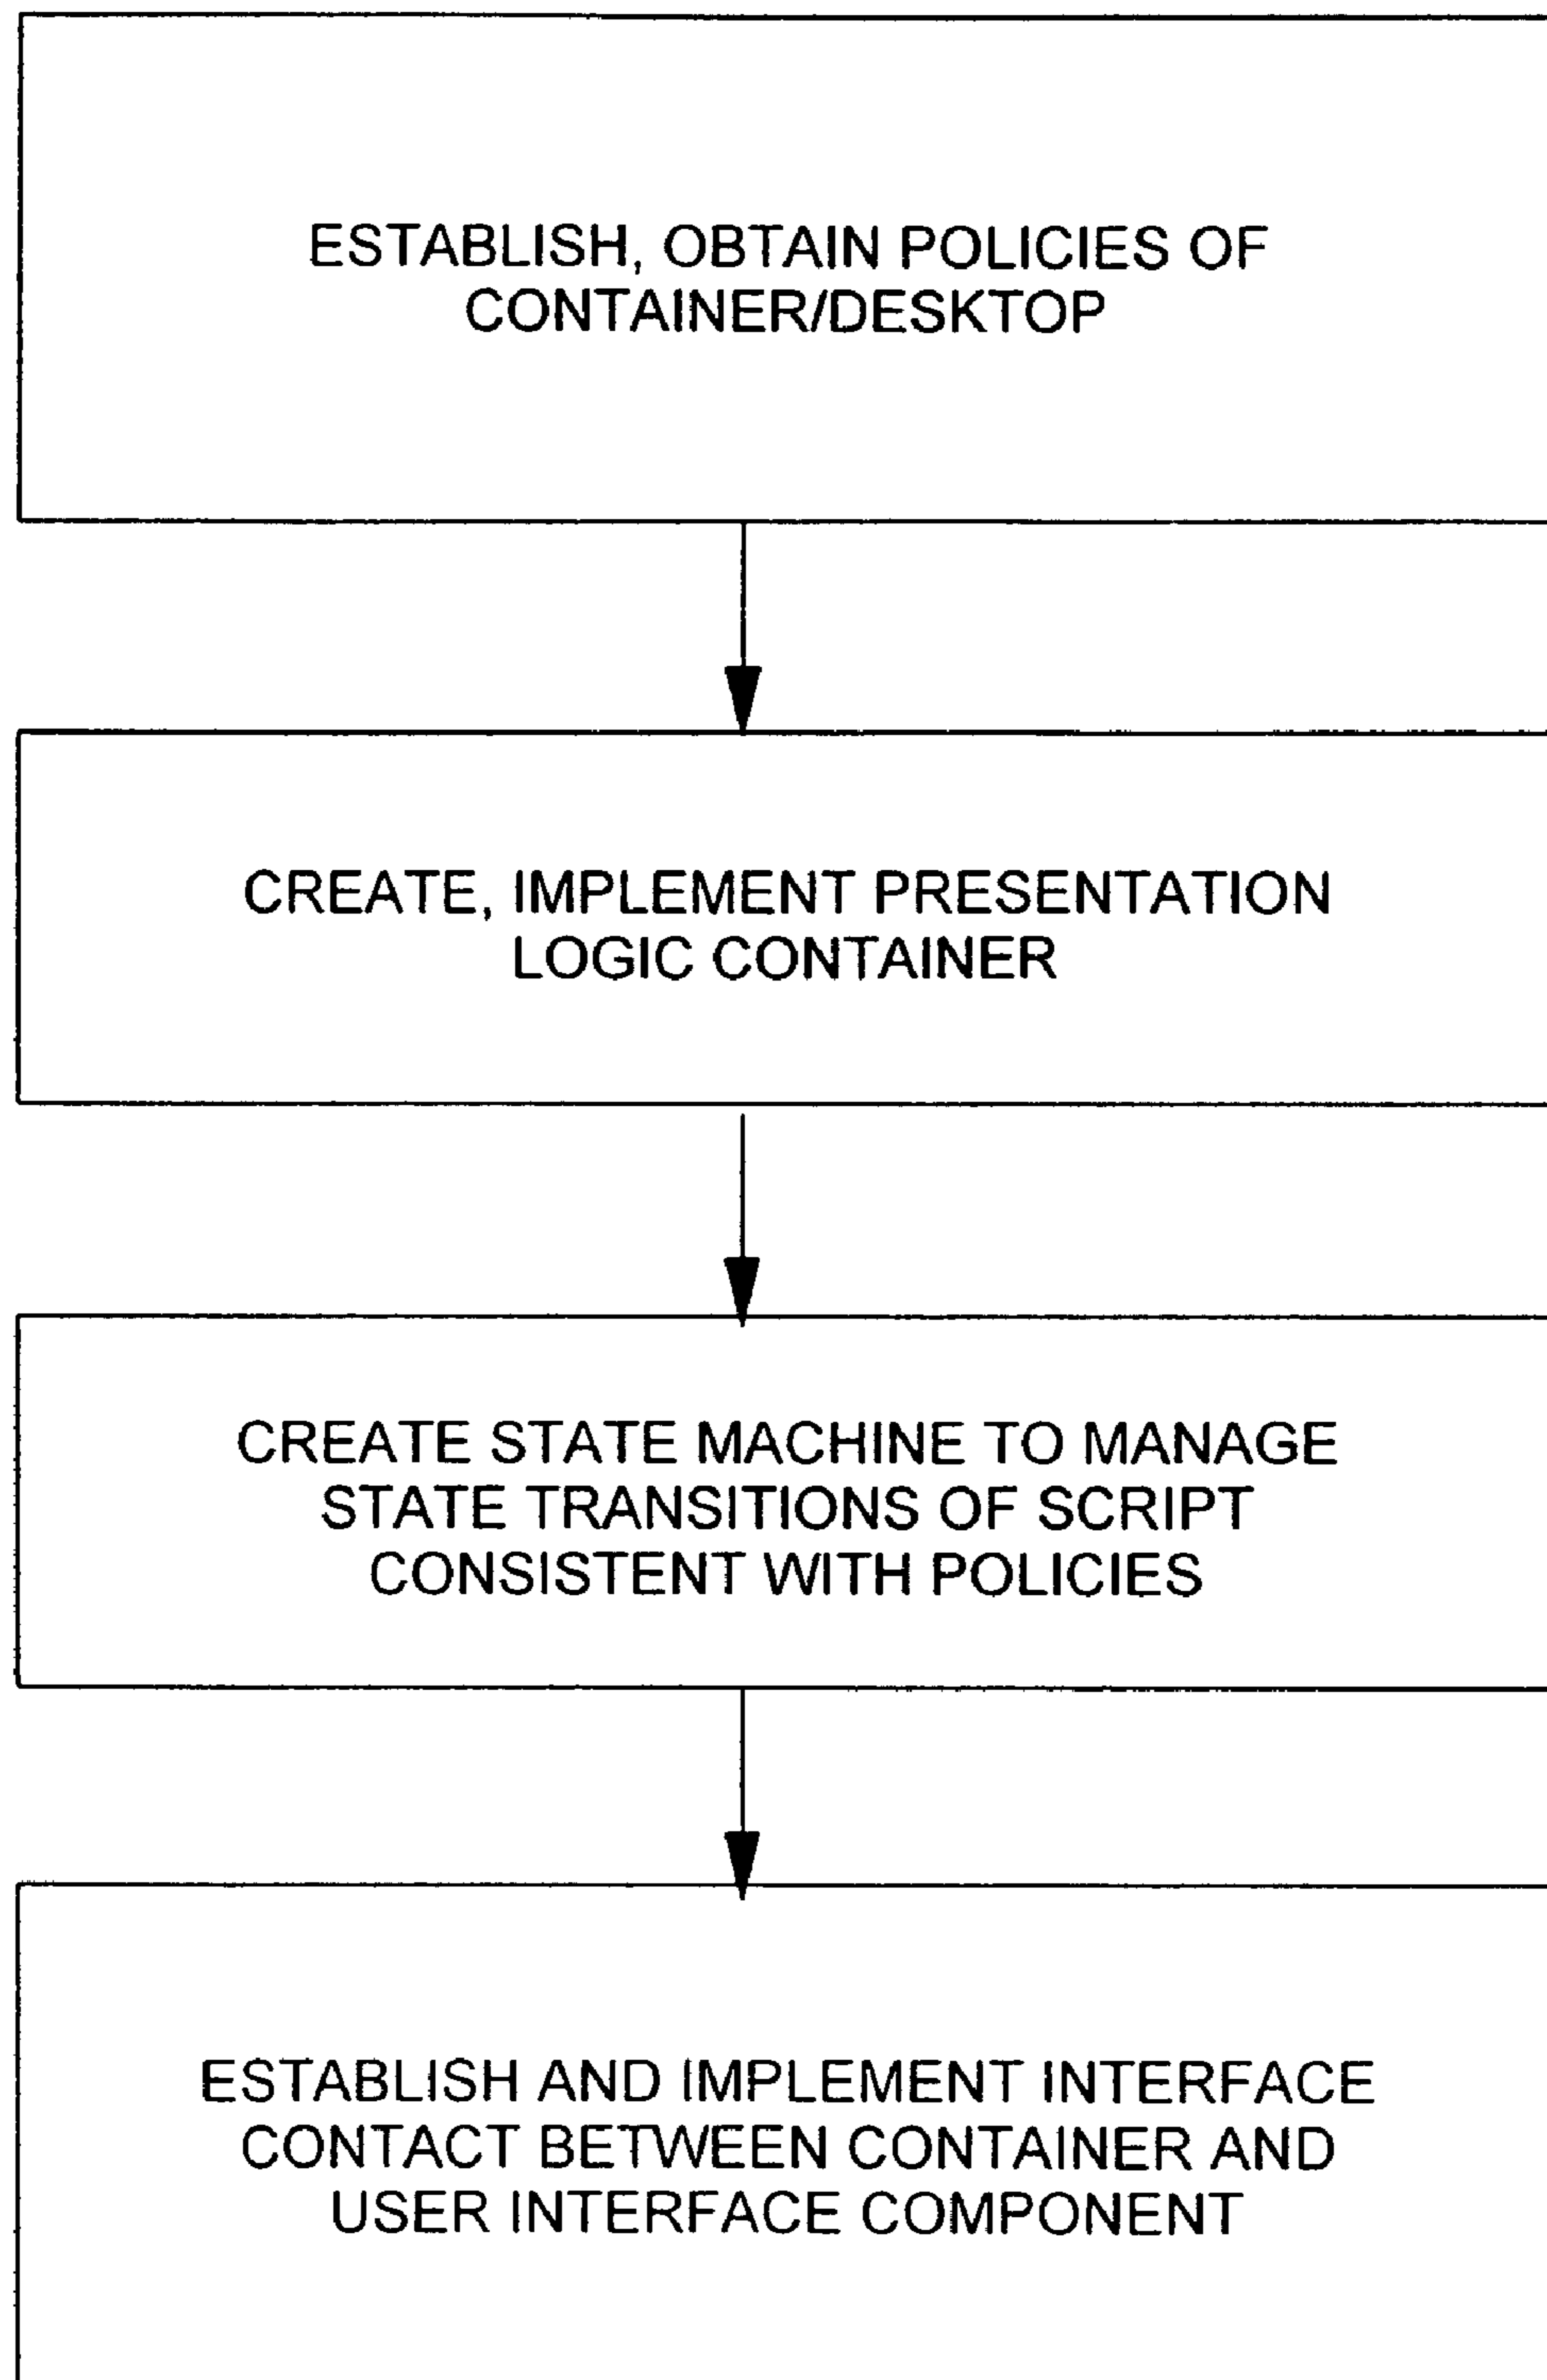 ESTABLISH, OBTAIN POLICIES OF
CONTAINER/DESKTOP
CREATE, IMPLEMENT PRESENTATION
LOGIC CONTAINER
CREATE STATE MACHINE TO MANAGE
STATE TRANSITIONS OF SCRIPT
CONSISTENT WITH POLICIES
ESTABLISH AND IMPLEMENT INTERFACE
CONTACT BETWEEN CONTAINER AND
USER INTERFACE COMPONENT